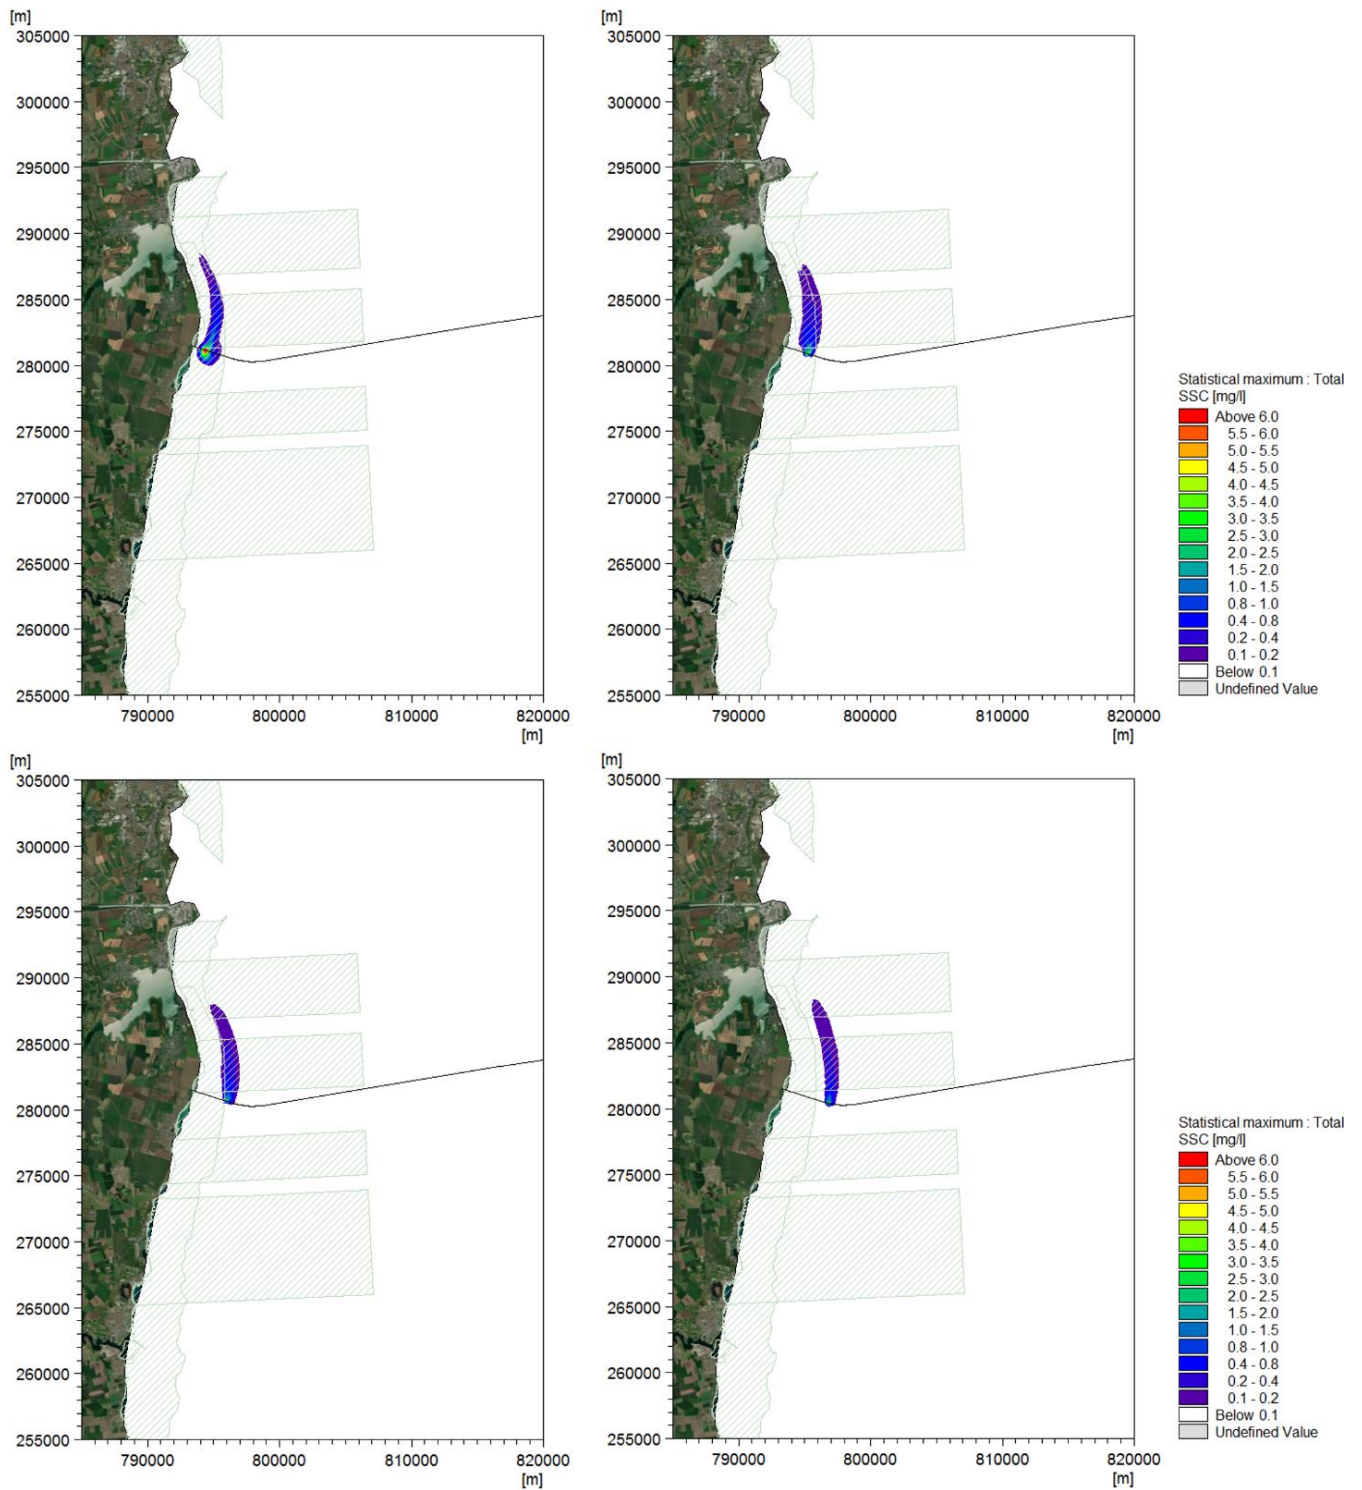 [m]
305000
300000
295000
290000
285000
280000
275000
270000
265000
260000
255000
790000 800000 810000 820000
[m]
[m]
305000
300000
295000
290000
285000
280000
275000
270000
265000
260000
255000
790000 800000 810000 820000
[m]
Statistical maximum : Total
SSC [mg/l]
Above 6.0
5.5 - 6.0
5.0 - 5.5
4.5 - 5.0
4.0 - 4.5
3.5 - 4.0
3.0 - 3.5
2.5 - 3.0
2.0 - 2.5
1.5 - 2.0
1.0 - 1.5
0.8 - 1.0
0.4 - 0.8
0.2 - 0.4
0.1 - 0.2
Below 0.1
Undefined Value
[m]
305000
300000
295000
290000
285000
280000
275000
270000
265000
260000
255000
790000 800000 810000 820000
[m]
[m]
305000
300000
295000
290000
285000
280000
275000
270000
265000
260000
255000
790000 800000 810000 820000
[m]
Statistical maximum : Total
SSC [mg/l]
Above 6.0
5.5 - 6.0
5.0 - 5.5
4.5 - 5.0
4.0 - 4.5
3.5 - 4.0
3.0 - 3.5
2.5 - 3.0
2.0 - 2.5
1.5 - 2.0
1.0 - 1.5
0.8 - 1.0
0.4 - 0.8
0.2 - 0.4
0.1 - 0.2
Below 0.1
Undefined Value